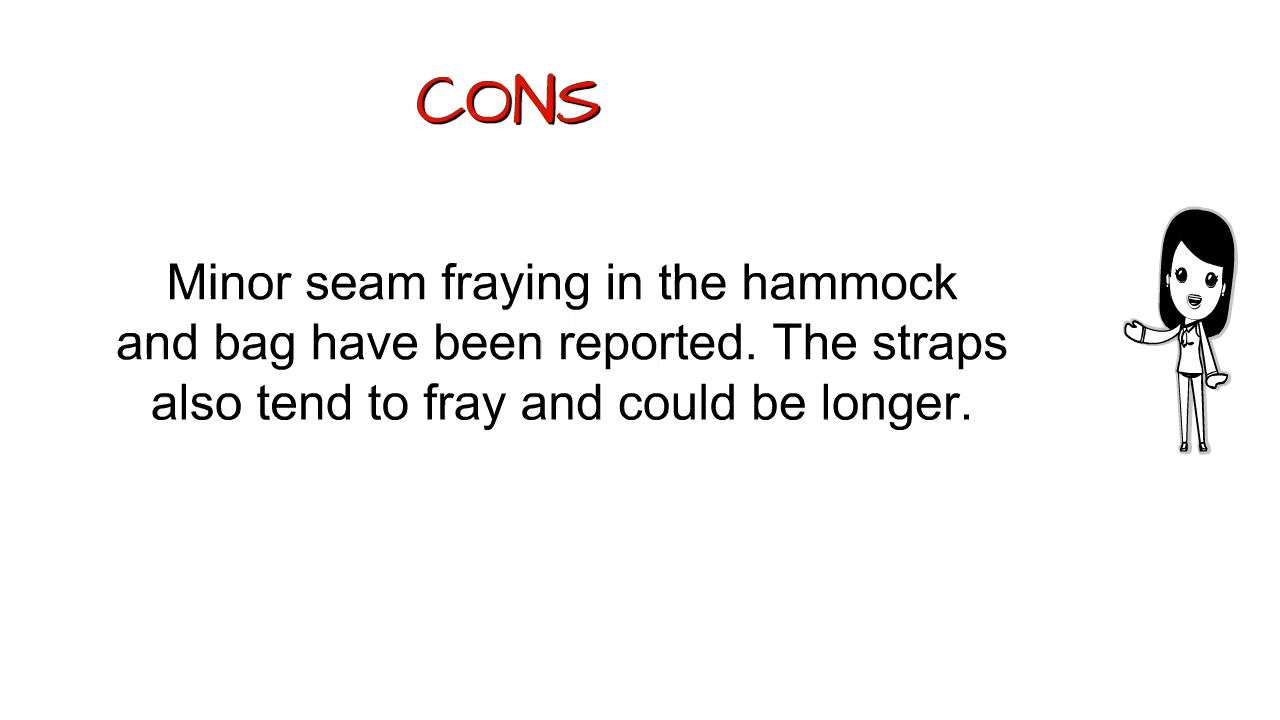 CONS
Minor seam fraying in the hammock
and bag have been reported. The straps
also tend to fray and could be longer.